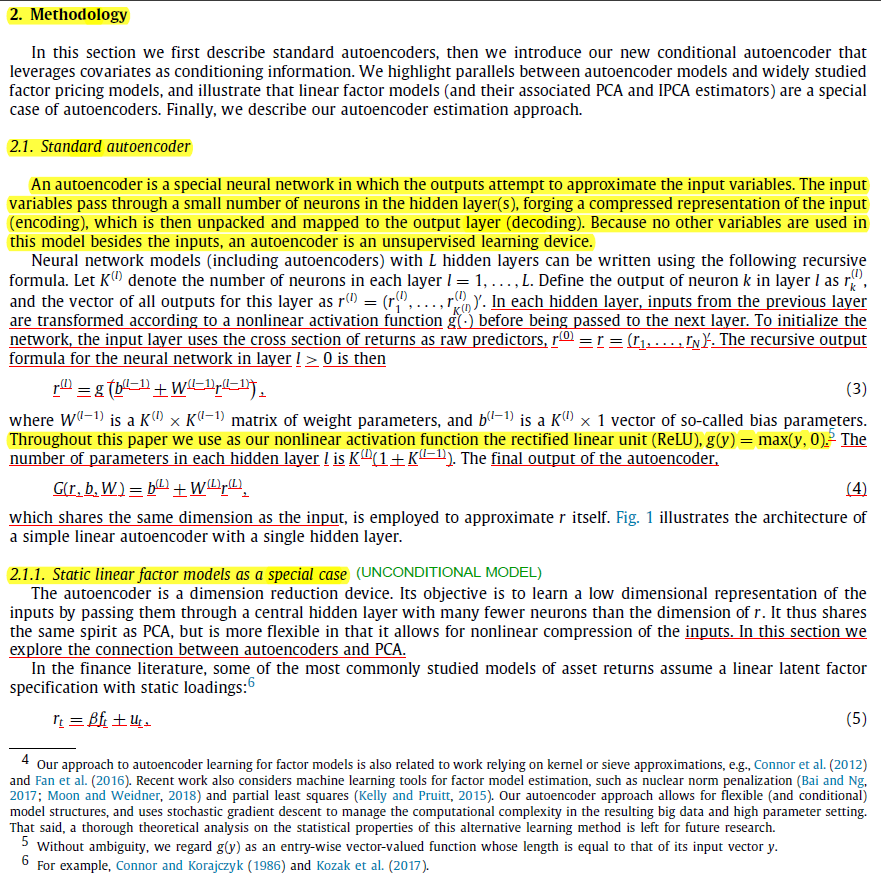 2. Methodology
In this section we first describe standard autoencoders, then we introduce our new conditional autoencoder that
leverages covariates as conditioning information. We highlight parallels between autoencoder models and widely studied
factor pricing models, and illustrate that linear factor models (and their associated PCA and IPCA estimators) are a special
case of autoencoders. Finally, we describe our autoencoder estimation approach.
2.1. Standard autoencoder
An autoencoder is a special neural network in which the outputs attempt to approximate the input variables. The input
variables pass through a small number of neurons in the hidden layer(s), forging a compressed representation of the input
(encoding), which is then unpacked and mapped to the output layer (decoding). Because no other variables are used in
this model besides the inputs, an autoencoder is an unsupervised learning device.
Neural network models (including autoencoders) with L hidden layers can be written using the following recursive
formula. Let K^(l) denote the number of neurons in each layer l = 1, . . . , L. Define the output of neuron k in layer l as r_k^(l),
and the vector of all outputs for this layer as r^(l) = (r_1^(l), . . . , r_{K^(l)}^(l))′. In each hidden layer, inputs from the previous layer
are transformed according to a nonlinear activation function g(·) before being passed to the next layer. To initialize the
network, the input layer uses the cross section of returns as raw predictors, r^(0) = r = (r_1, . . . , r_N)′. The recursive output
formula for the neural network in layer l > 0 is then
r^(l) = g (b^(l−1) + W^(l−1)r^(l−1)), (3)
where W^(l−1) is a K^(l) × K^(l−1) matrix of weight parameters, and b^(l−1) is a K^(l) × 1 vector of so-called bias parameters.
Throughout this paper we use as our nonlinear activation function the rectified linear unit (ReLU), g(y) = max(y, 0).^5 The
number of parameters in each hidden layer l is K^(l)(1 + K^(l−1)). The final output of the autoencoder,
G(r, b, W) = b^(L) + W^(L)r^(L), (4)
which shares the same dimension as the input, is employed to approximate r itself. Fig. 1 illustrates the architecture of
a simple linear autoencoder with a single hidden layer.
2.1.1. Static linear factor models as a special case (UNCONDITIONAL MODEL)
The autoencoder is a dimension reduction device. Its objective is to learn a low dimensional representation of the
inputs by passing them through a central hidden layer with many fewer neurons than the dimension of r. It thus shares
the same spirit as PCA, but is more flexible in that it allows for nonlinear compression of the inputs. In this section we
explore the connection between autoencoders and PCA.
In the finance literature, some of the most commonly studied models of asset returns assume a linear latent factor
specification with static loadings:^6
r_t = βf_t + u_t, (5)
4 Our approach to autoencoder learning for factor models is also related to work relying on kernel or sieve approximations, e.g., Connor et al. (2012)
and Fan et al. (2016). Recent work also considers machine learning tools for factor model estimation, such as nuclear norm penalization (Bai and Ng,
2017; Moon and Weidner, 2018) and partial least squares (Kelly and Pruitt, 2015). Our autoencoder approach allows for flexible (and conditional)
model structures, and uses stochastic gradient descent to manage the computational complexity in the resulting big data and high parameter setting.
That said, a thorough theoretical analysis on the statistical properties of this alternative learning method is left for future research.
5 Without ambiguity, we regard g(y) as an entry-wise vector-valued function whose length is equal to that of its input vector y.
6 For example, Connor and Korajczyk (1986) and Kozak et al. (2017).